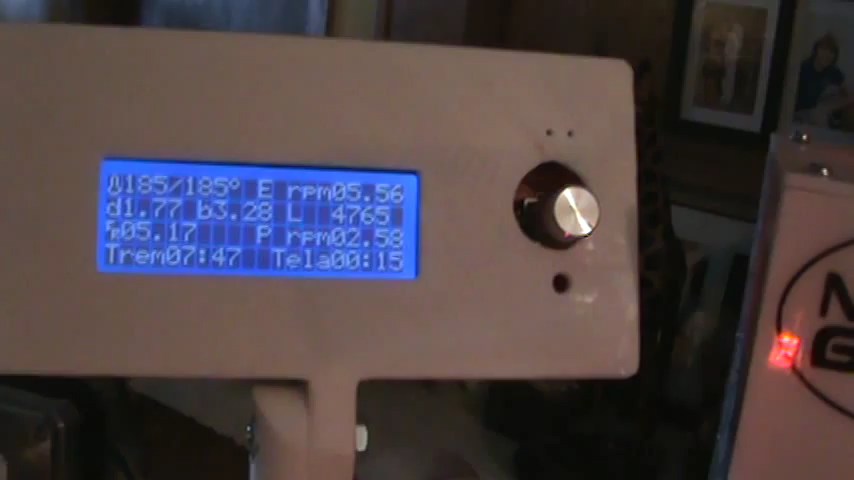 185/185° E rpm05.56
d1.77 b3.28 L 4765
05.17 P rpm02.58
Trem07:47 Tela00:15
N
G